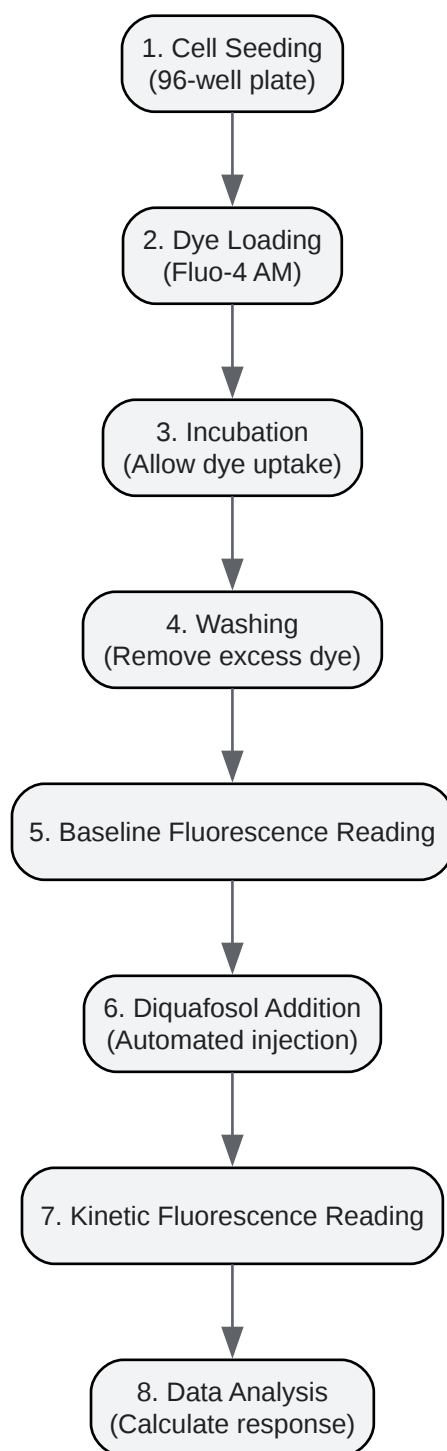 1. Cell Seeding
(96-well plate)
2. Dye Loading
(Fluo-4 AM)
3. Incubation
(Allow dye uptake)
4. Washing
(Remove excess dye)
5. Baseline Fluorescence Reading
6. Diquafosol Addition
(Automated injection)
7. Kinetic Fluorescence Reading
8. Data Analysis
(Calculate response)